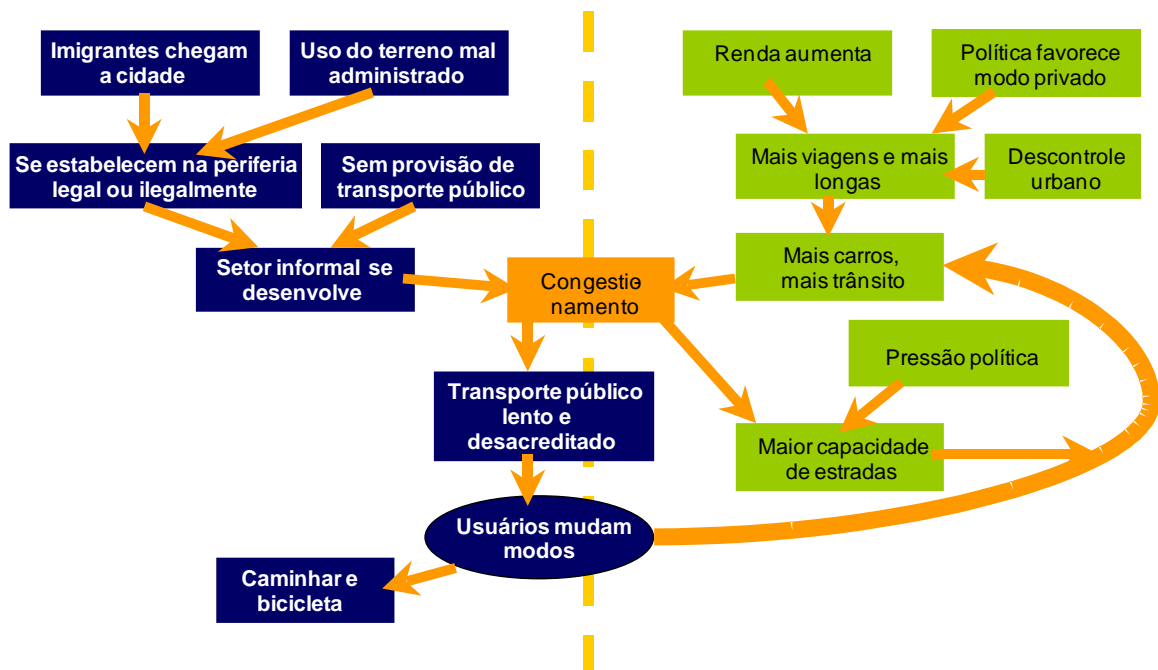 Imigrantes chegam
a cidade
Uso do terreno mal
administrado
Renda aumenta
Política favorece
modo privado
Se estabelecem na periferia
legal ou ilegalmente
Sem provisão de
transporte público
Mais viagens e mais
longas
Descontrole
urbano
Setor informal se
desenvolve
Congestio-
namento
Mais carros,
mais trânsito
Pressão política
Transporte público
lento e
desacreditado
Maior capacidade
de estradas
Usuários mudam
modos
Caminhar e
bicicleta